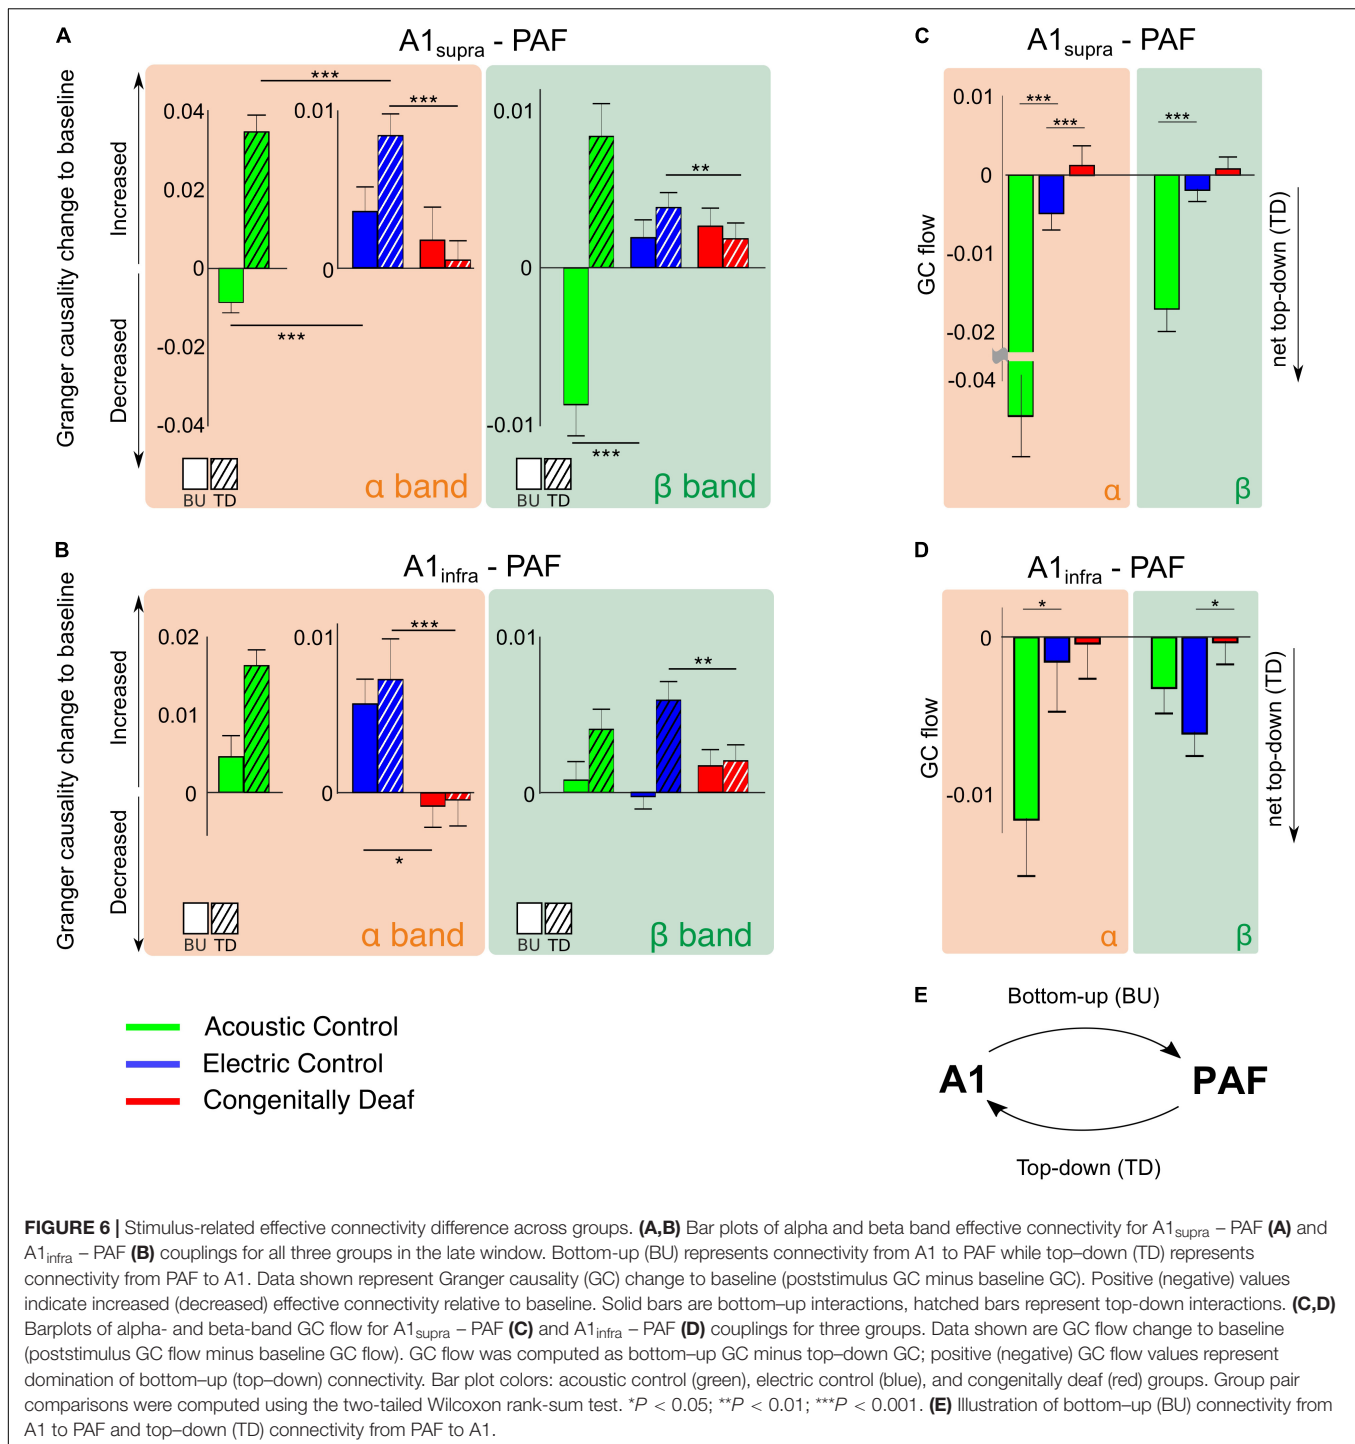 A
A1supra - PAF
Granger causality change to baseline
Increased
Decreased
0.04
0.02
0
-0.02
-0.04
0.01
0
***
***
***
BU TD
α band
0.01
0
-0.01
**
***
BU TD
β band
B
A1infra - PAF
Granger causality change to baseline
Increased
Decreased
0.02
0.01
0
0.01
0
***
*
BU TD
α band
0.01
0
**
BU TD
β band
C
A1supra - PAF
GC flow
0.01
0
-0.01
-0.02
-0.04
***
***
***
α
β
net top-down (TD)
D
A1infra - PAF
GC flow
0
-0.01
*
*
α
β
net top-down (TD)
Acoustic Control
Electric Control
Congenitally Deaf
E
Bottom-up (BU)
A1
PAF
Top-down (TD)
FIGURE 6 | Stimulus-related effective connectivity difference across groups. (A,B) Bar plots of alpha and beta band effective connectivity for A1supra – PAF (A) and
A1infra – PAF (B) couplings for all three groups in the late window. Bottom-up (BU) represents connectivity from A1 to PAF while top–down (TD) represents
connectivity from PAF to A1. Data shown represent Granger causality (GC) change to baseline (poststimulus GC minus baseline GC). Positive (negative) values
indicate increased (decreased) effective connectivity relative to baseline. Solid bars are bottom–up interactions, hatched bars represent top-down interactions. (C,D)
Barplots of alpha- and beta-band GC flow for A1supra – PAF (C) and A1infra – PAF (D) couplings for three groups. Data shown are GC flow change to baseline
(poststimulus GC flow minus baseline GC flow). GC flow was computed as bottom–up GC minus top–down GC; positive (negative) GC flow values represent
domination of bottom–up (top–down) connectivity. Bar plot colors: acoustic control (green), electric control (blue), and congenitally deaf (red) groups. Group pair
comparisons were computed using the two-tailed Wilcoxon rank-sum test. *P < 0.05; **P < 0.01; ***P < 0.001. (E) Illustration of bottom–up (BU) connectivity from
A1 to PAF and top–down (TD) connectivity from PAF to A1.